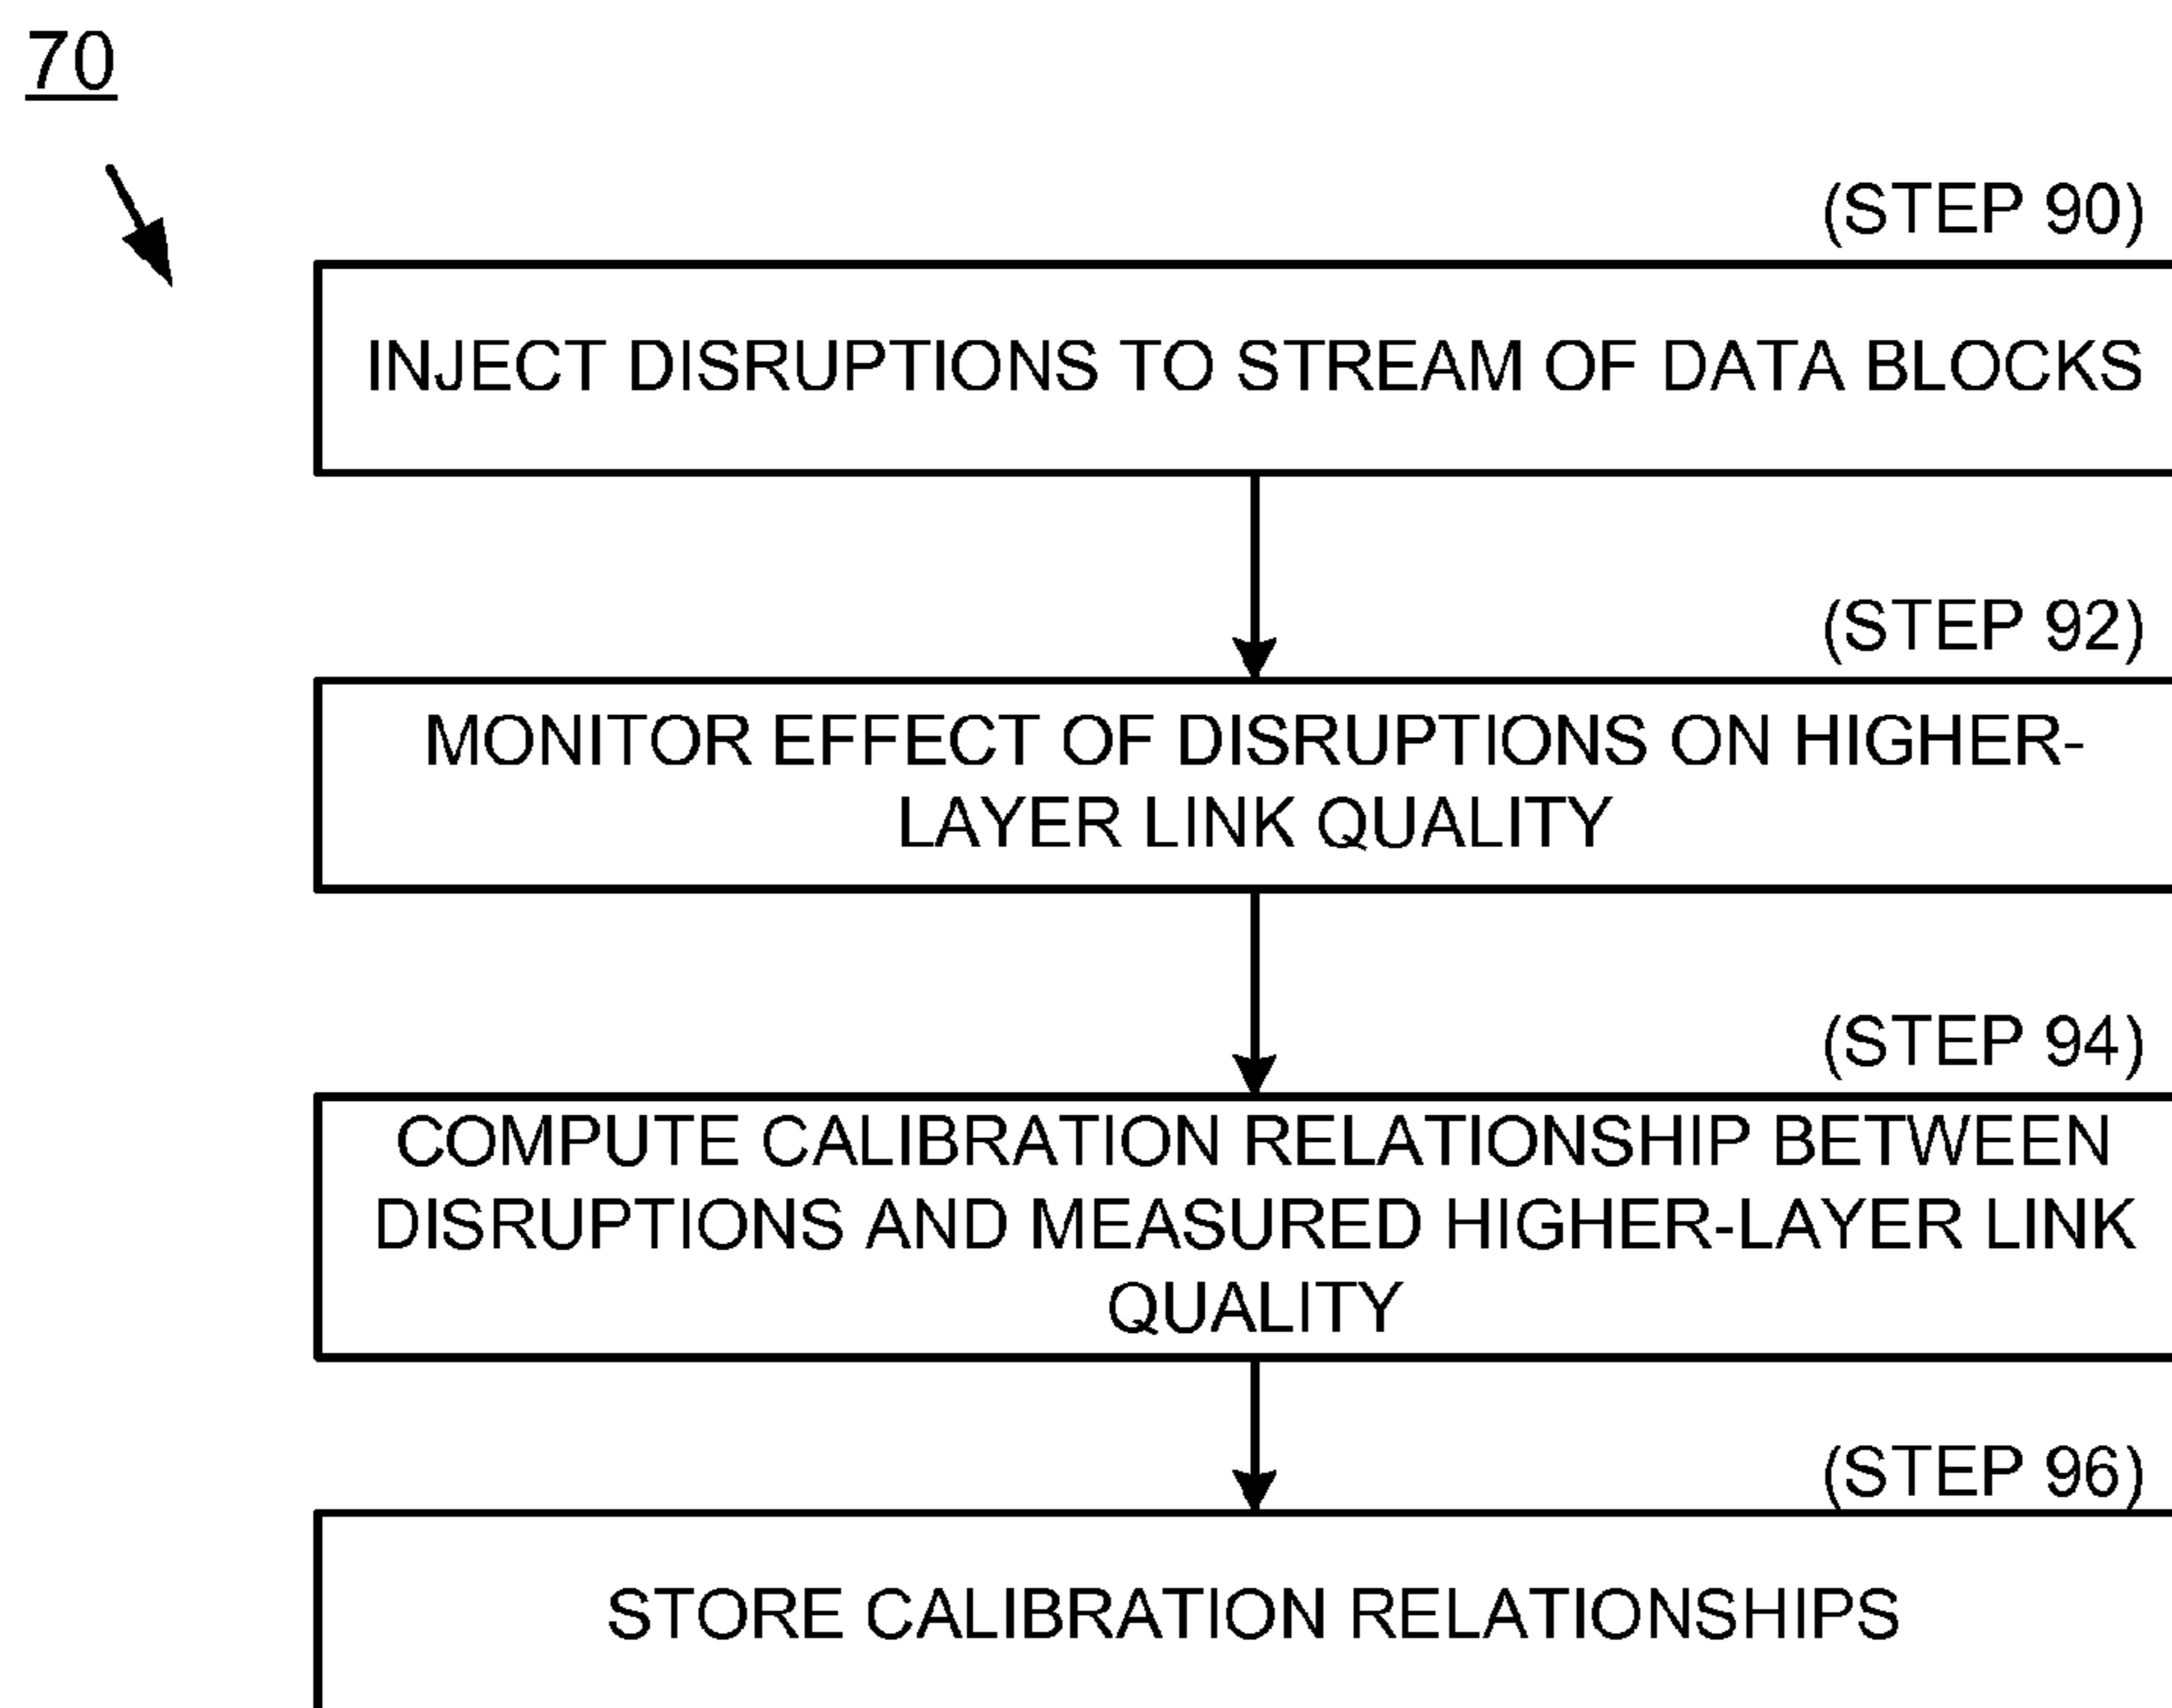 70
(STEP 90)
INJECT DISRUPTIONS TO STREAM OF DATA BLOCKS
(STEP 92)
MONITOR EFFECT OF DISRUPTIONS ON HIGHER-
LAYER LINK QUALITY
(STEP 94)
COMPUTE CALIBRATION RELATIONSHIP BETWEEN
DISRUPTIONS AND MEASURED HIGHER-LAYER LINK
QUALITY
(STEP 96)
STORE CALIBRATION RELATIONSHIPS